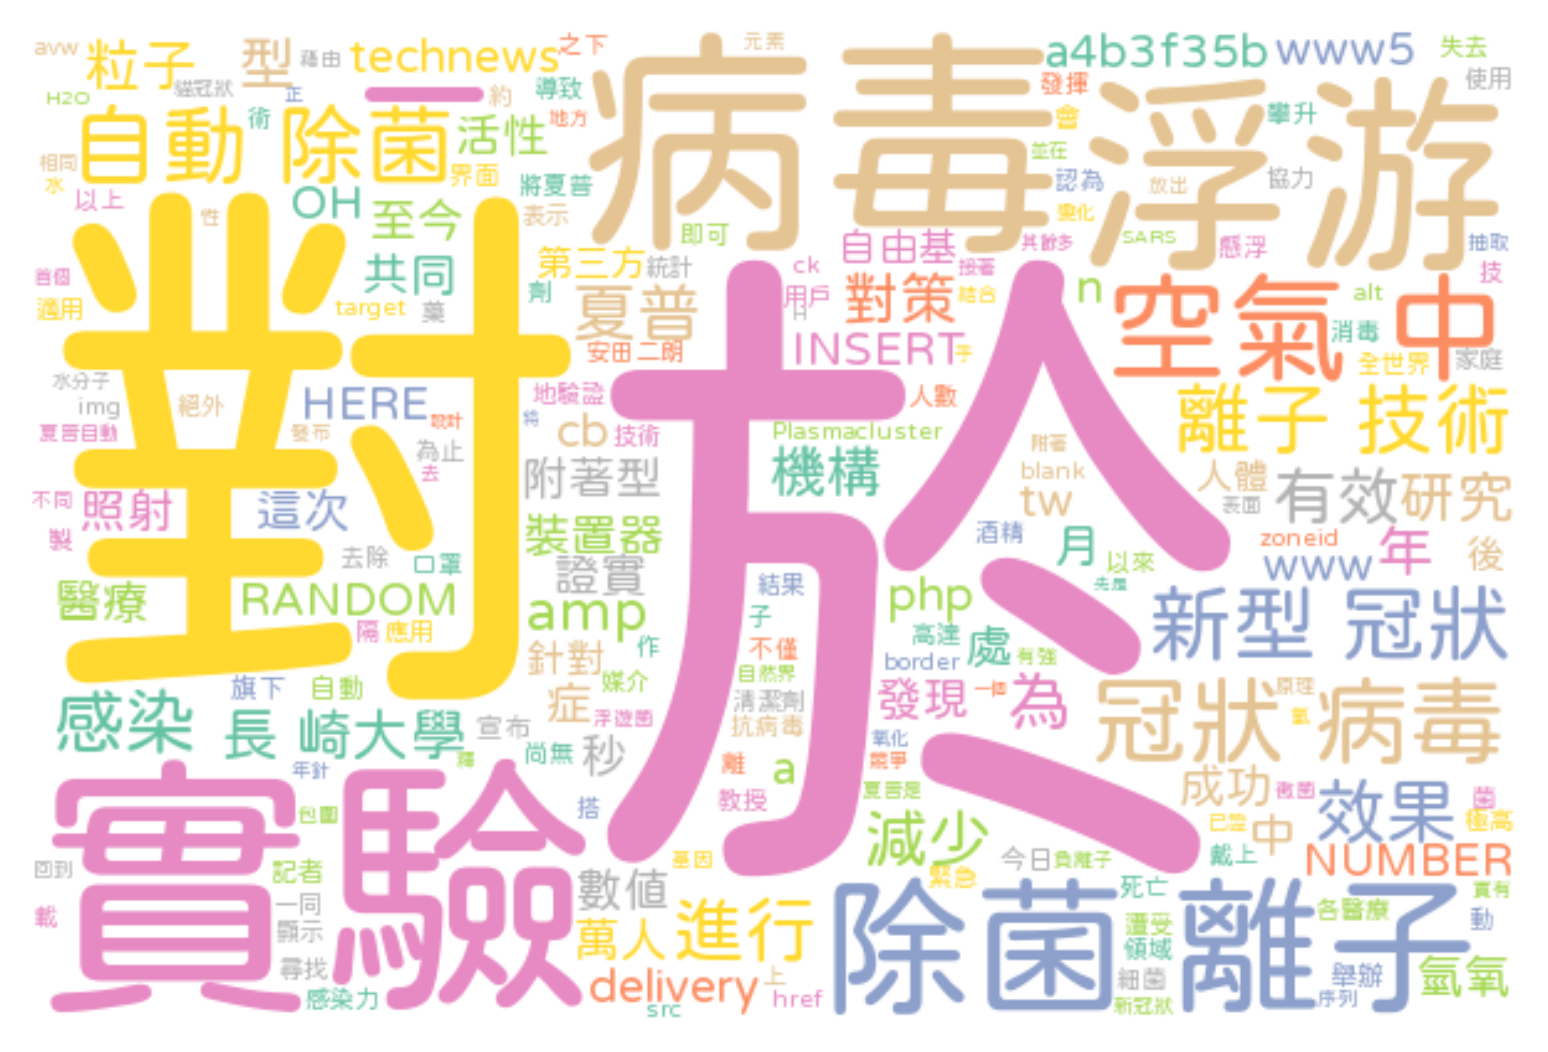 avw 粒子 型 藉由 technews 之下 病毒 元素 浮游 a4b3f35b www5 失去
H2O 貓冠狀 正 一 約 導致 發揮 使用
自動 除菌 術 活性 地方 會 攀升
相同 水 界面 並在 認為 放出 協力
以上 性 OH 至今 將夏普 表示 即可 變化 SARS 懸浮 抽取
對 共同 第三方 統計 自由基 其餘多 接著 技
首個 適用 target 藥 劑 夏普 ck 用戶 H 對策 結合 n 空氣 中 alt 消毒
安田 二朗 於 INSERT 手 全世界 家庭
水分子 img 絕外 HERE 設計 地驗證 將 人數 離子 技術
夏普自動 發布 為止 去 cb 技術 Plasmacluster 附著
不同 照射 這次 附著型 機構 blank tw 人體 表面 有效 研究
製 去除 口罩 裝置器 酒精 月 以來 zoneid www 年 後
醫療 RANDOM 證實 結果 php 先是 新型 冠狀
隔 應用 amp 子 高達 處 有強
針對 作 不僅 border
旗下 自動 症 媒介 自然界 發現 一個 為 冠狀 原理 病毒
感染 長 崎大學 宣布 浮遊菌 清潔劑 抗病毒 氧化 氫
釋 尚無 秒 離 a 競爭
實驗 年針 搭 教授 夏普是 成功 黴菌 效果 菌
包圍 減少 已證 中 極高
回到 記者 基因 今日 負離子 戴上 NUMBER
載 一同 數值 緊急 死亡 實有
顯示 萬人 進行 除菌 離子 遭受 各醫療 動
尋找 領域 舉辦
感染力 delivery 上 細菌 氫氧
src href 新冠狀 序列